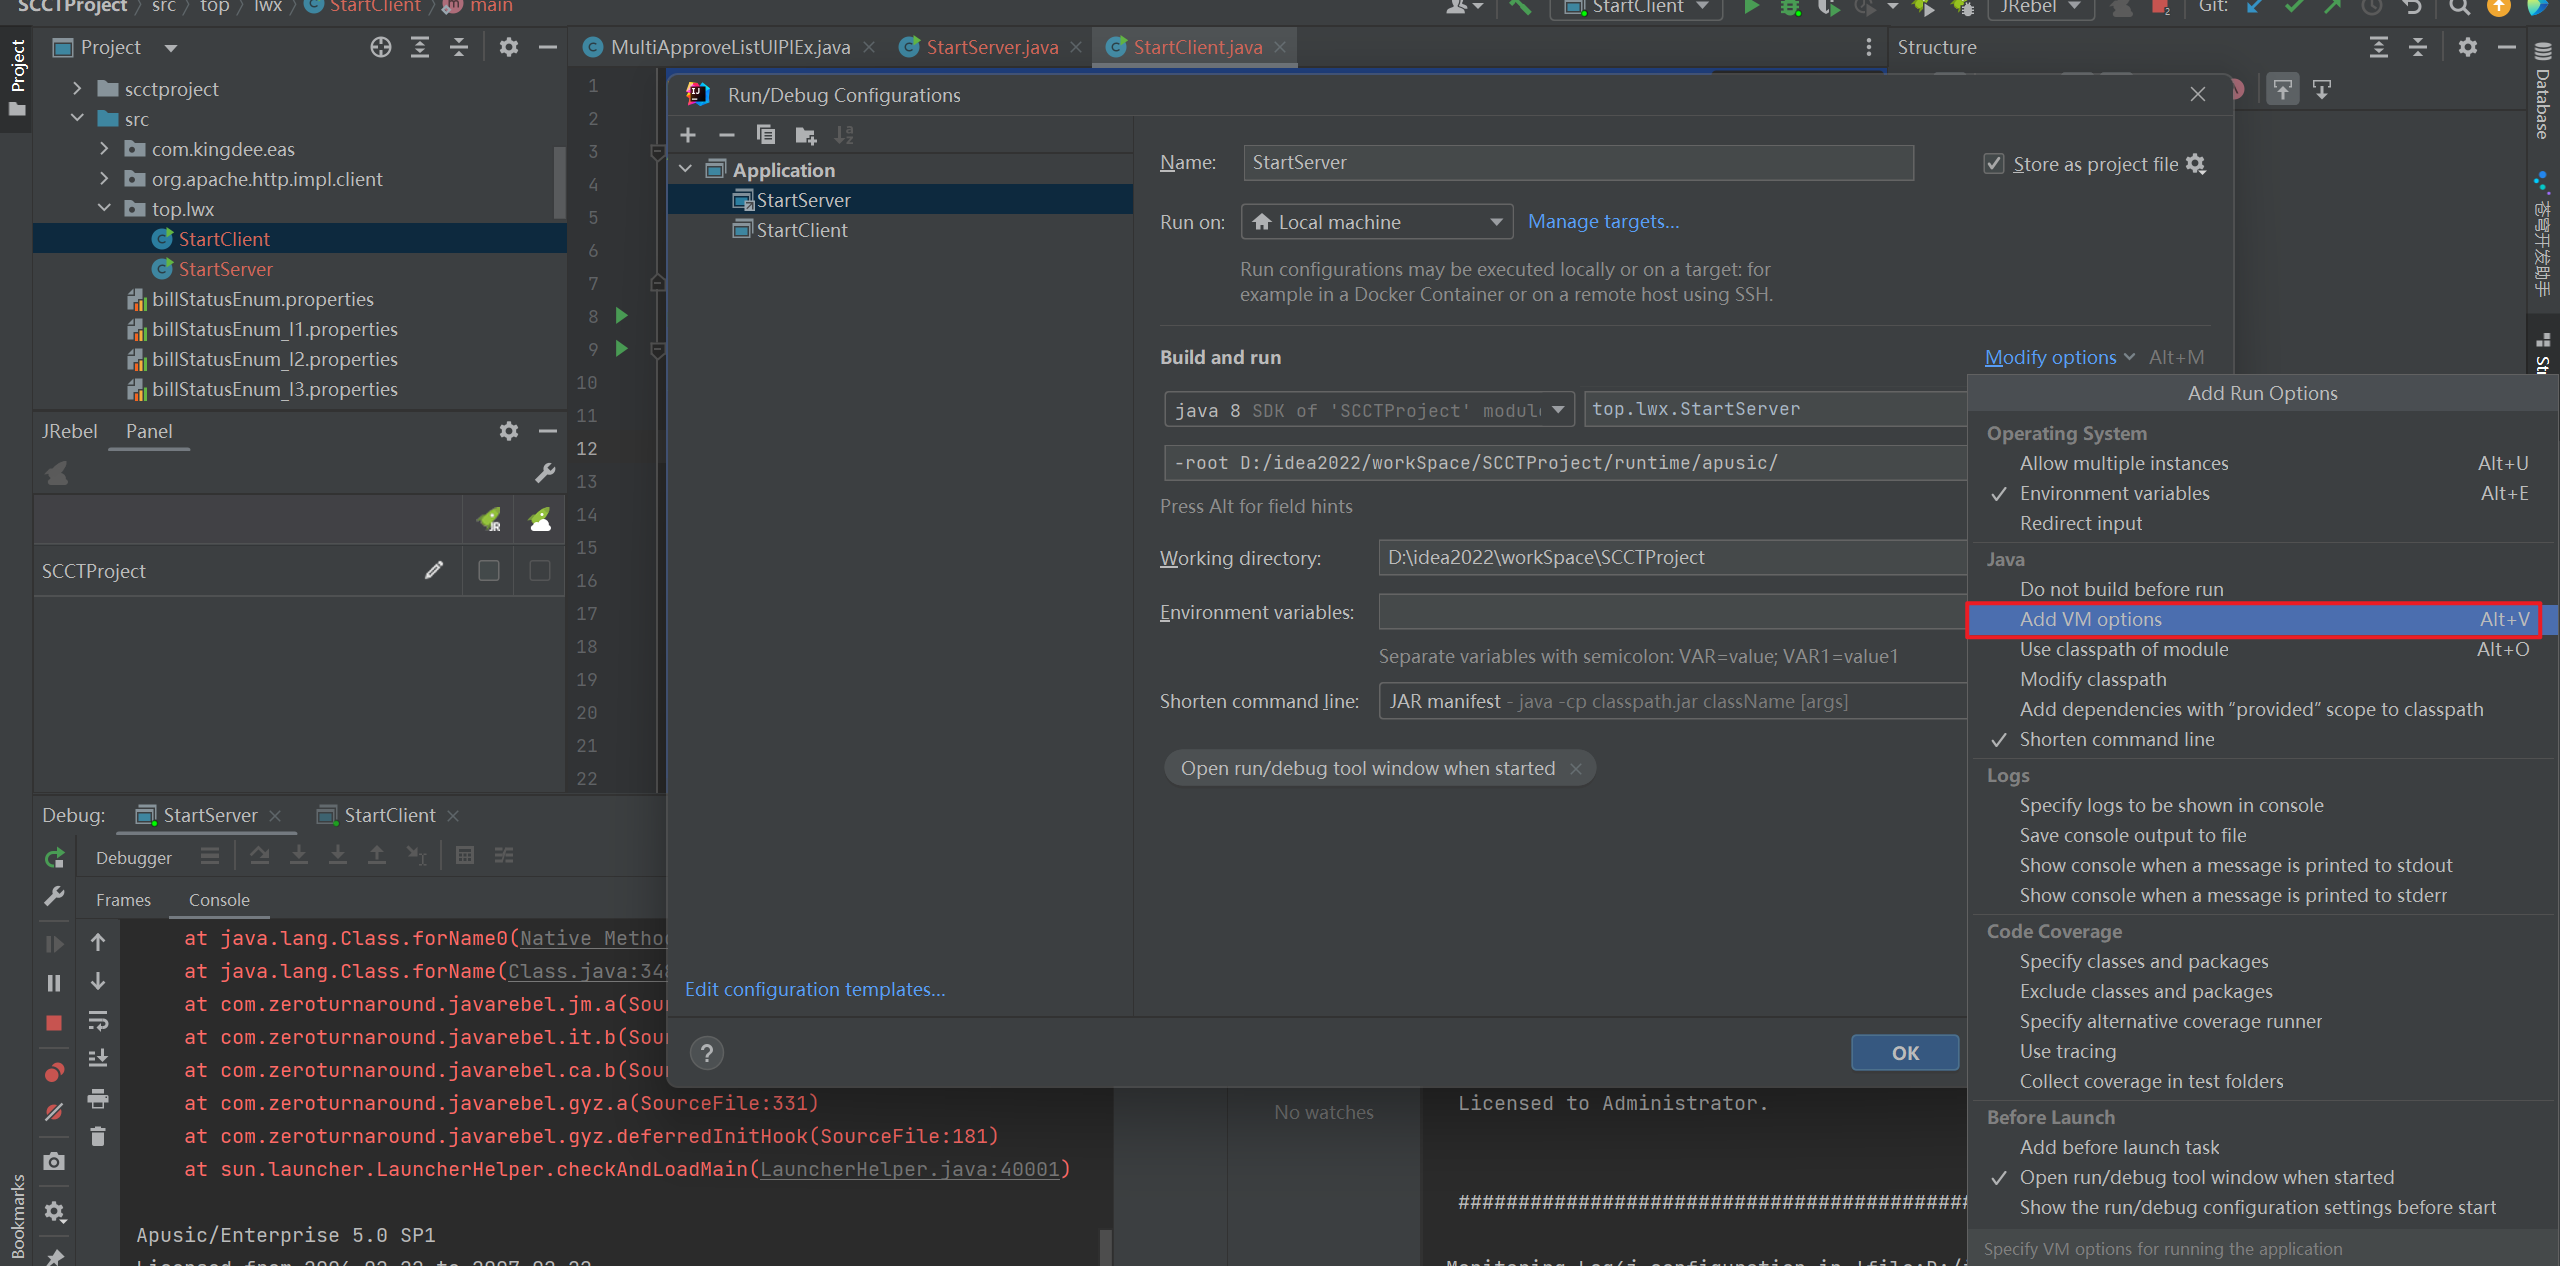 SCCTProject › src › top › lwx › StartClient › main
StartClient
JRebel
2
Git:
Project
Project
MultiApproveListUIPIEx.java
StartServer.java
StartClient.java
Structure
scctproject
src
com.kingdee.eas
org.apache.http.impl.client
top.lwx
StartClient
StartServer
billStatusEnum.properties
billStatusEnum_l1.properties
billStatusEnum_l2.properties
billStatusEnum_l3.properties
JRebel
Panel
SCCTProject
1
2
3
4
5
6
7
8
9
10
11
12
13
14
15
16
17
18
19
20
21
22
Run/Debug Configurations
Application
StartServer
StartClient
Edit configuration templates...
Name:
StartServer
Store as project file
Run on:
Local machine
Manage targets...
Run configurations may be executed locally or on a target: for
example in a Docker Container or on a remote host using SSH.
Build and run
Modify options
Alt+M
java 8 SDK of 'SCCTProject' modul
top.lwx.StartServer
-root D:/idea2022/workSpace/SCCTProject/runtime/apusic/
Press Alt for field hints
Working directory:
D:\idea2022\workSpace\SCCTProject
Environment variables:
Separate variables with semicolon: VAR=value; VAR1=value1
Shorten command line:
JAR manifest - java -cp classpath.jar className [args]
Open run/debug tool window when started
?
OK
Add Run Options
Operating System
Allow multiple instances Alt+U
Environment variables Alt+E
Redirect input
Java
Do not build before run
Add VM options Alt+V
Use classpath of module Alt+O
Modify classpath
Add dependencies with “provided” scope to classpath
Shorten command line
Logs
Specify logs to be shown in console
Save console output to file
Show console when a message is printed to stdout
Show console when a message is printed to stderr
Code Coverage
Specify classes and packages
Exclude classes and packages
Specify alternative coverage runner
Use tracing
Collect coverage in test folders
Before Launch
Add before launch task
Open run/debug tool window when started
Show the run/debug configuration settings before start
Specify VM options for running the application
Database
苍穹开发助手
Debug:
StartServer
StartClient
Debugger
Frames
Console
at java.lang.Class.forName0(Native Metho
at java.lang.Class.forName(Class.java:348
at com.zeroturnaround.javarebel.jm.a(Sour
at com.zeroturnaround.javarebel.it.b(Sour
at com.zeroturnaround.javarebel.ca.b(Sour
at com.zeroturnaround.javarebel.gyz.a(SourceFile:331)
at com.zeroturnaround.javarebel.gyz.deferredInitHook(SourceFile:181)
at sun.launcher.LauncherHelper.checkAndLoadMain(LauncherHelper.java:40001)
Apusic/Enterprise 5.0 SP1
Bookmarks
No watches
Licensed to Administrator.
##########################################